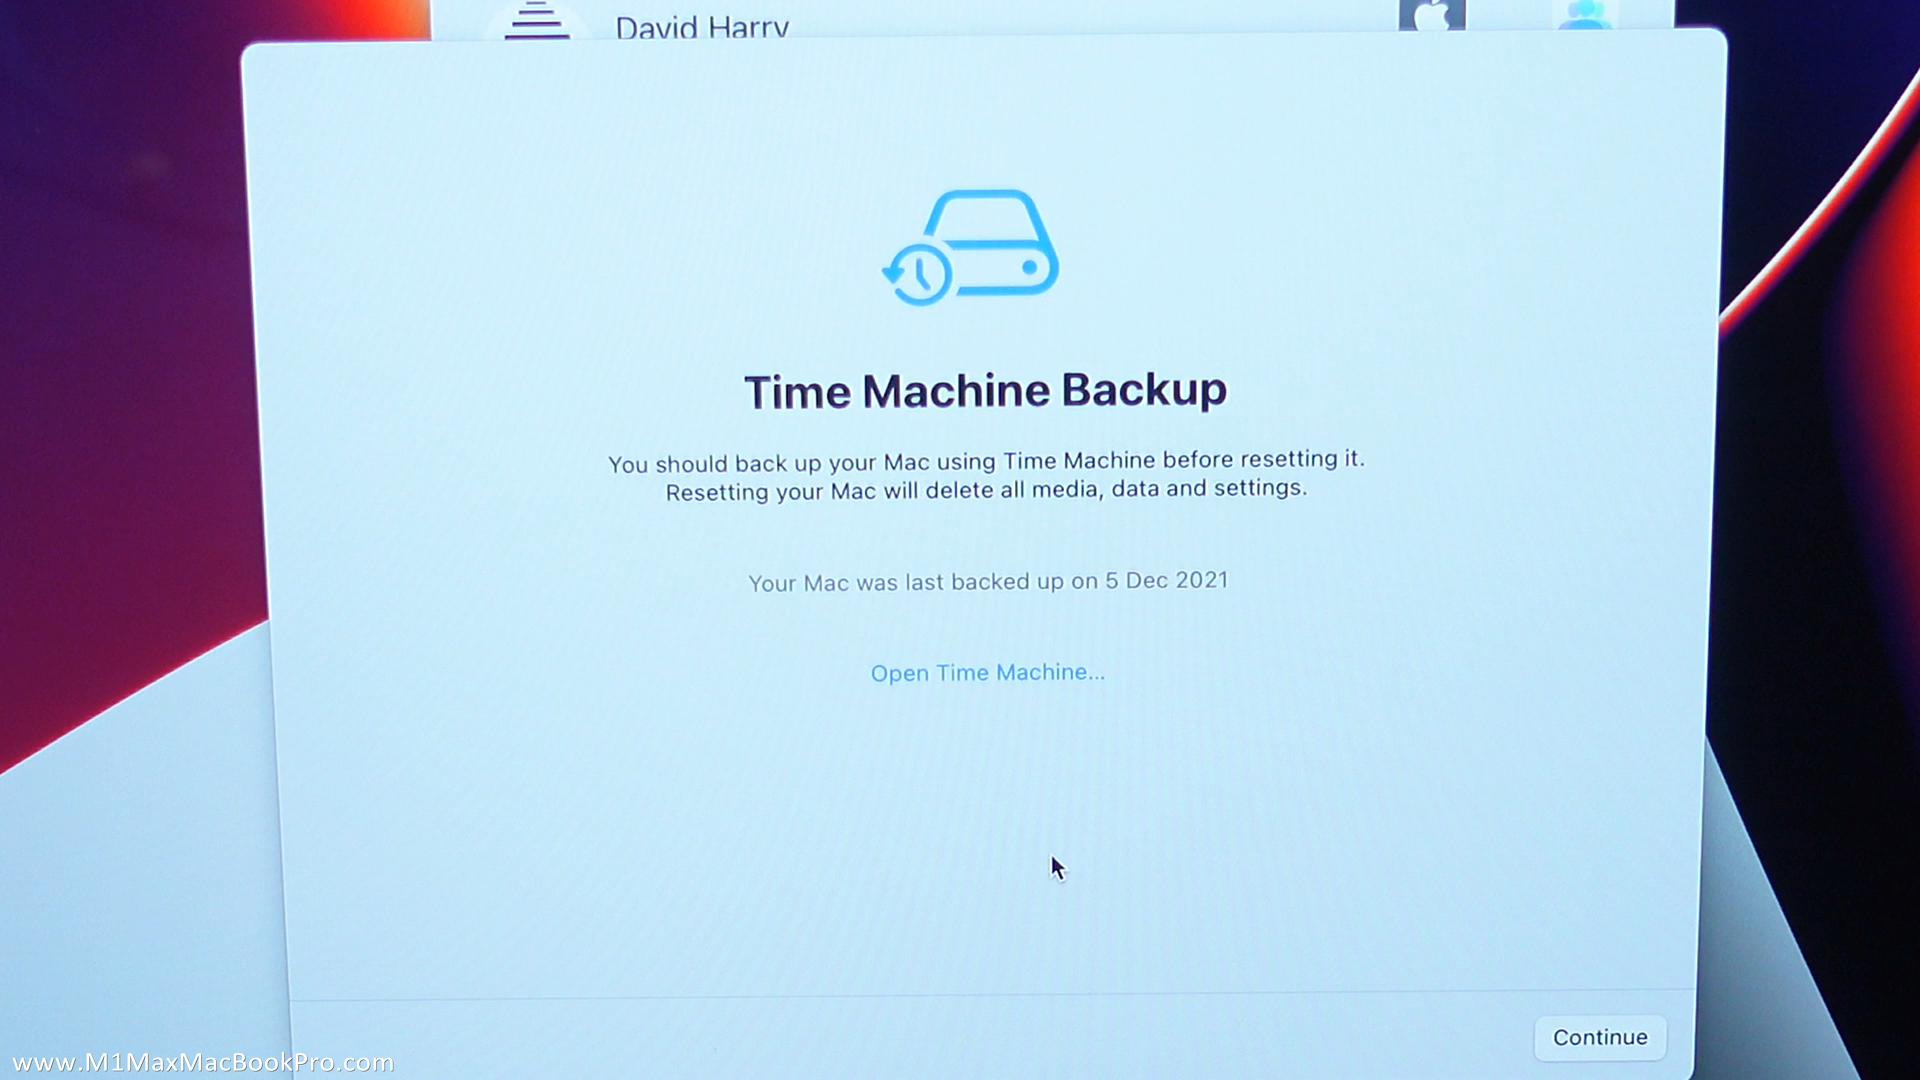 David Harry
Time Machine Backup
You should back up your Mac using Time Machine before resetting it.
Resetting your Mac will delete all media, data and settings.
Your Mac was last backed up on 5 Dec 2021
Open Time Machine...
Continue
www.M1MaxMacBookPro.com